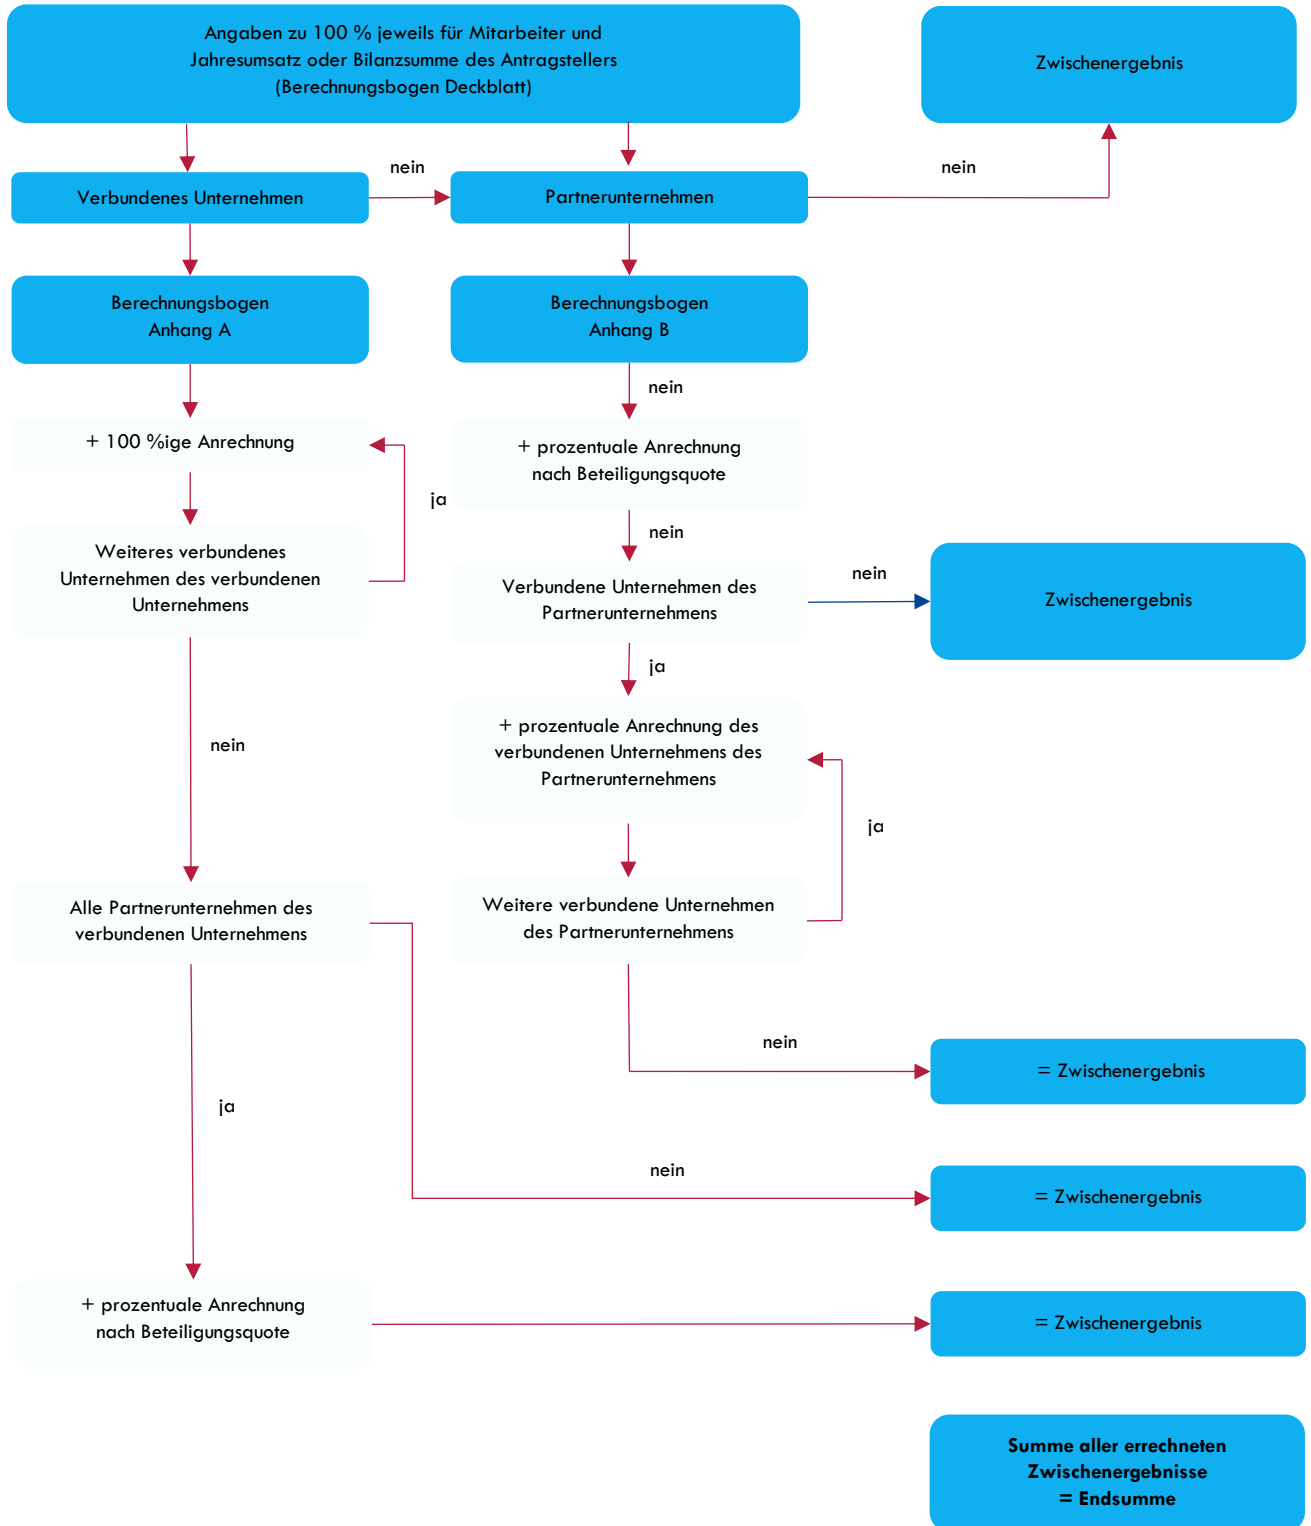 Angaben zu 100 % jeweils für Mitarbeiter und
Jahresumsatz oder Bilanzsumme des Antragstellers
(Berechnungsbogen Deckblatt)
Zwischenergebnis
nein
nein
Verbundenes Unternehmen
Partnerunternehmen
Berechnungsbogen
Anhang A
Berechnungsbogen
Anhang B
nein
+ 100 %ige Anrechnung
+ prozentuale Anrechnung
nach Beteiligungsquote
ja
nein
Weiteres verbundenes
Unternehmen des verbundenen
Unternehmens
Verbundene Unternehmen des
Partnerunternehmens
nein
Zwischenergebnis
ja
nein
+ prozentuale Anrechnung des
verbundenen Unternehmens des
Partnerunternehmens
ja
Alle Partnerunternehmen des
verbundenen Unternehmens
Weitere verbundene Unternehmen
des Partnerunternehmens
nein
= Zwischenergebnis
ja
nein
= Zwischenergebnis
+ prozentuale Anrechnung
nach Beteiligungsquote
= Zwischenergebnis
Summe aller errechneten
Zwischenergebnisse
= Endsumme